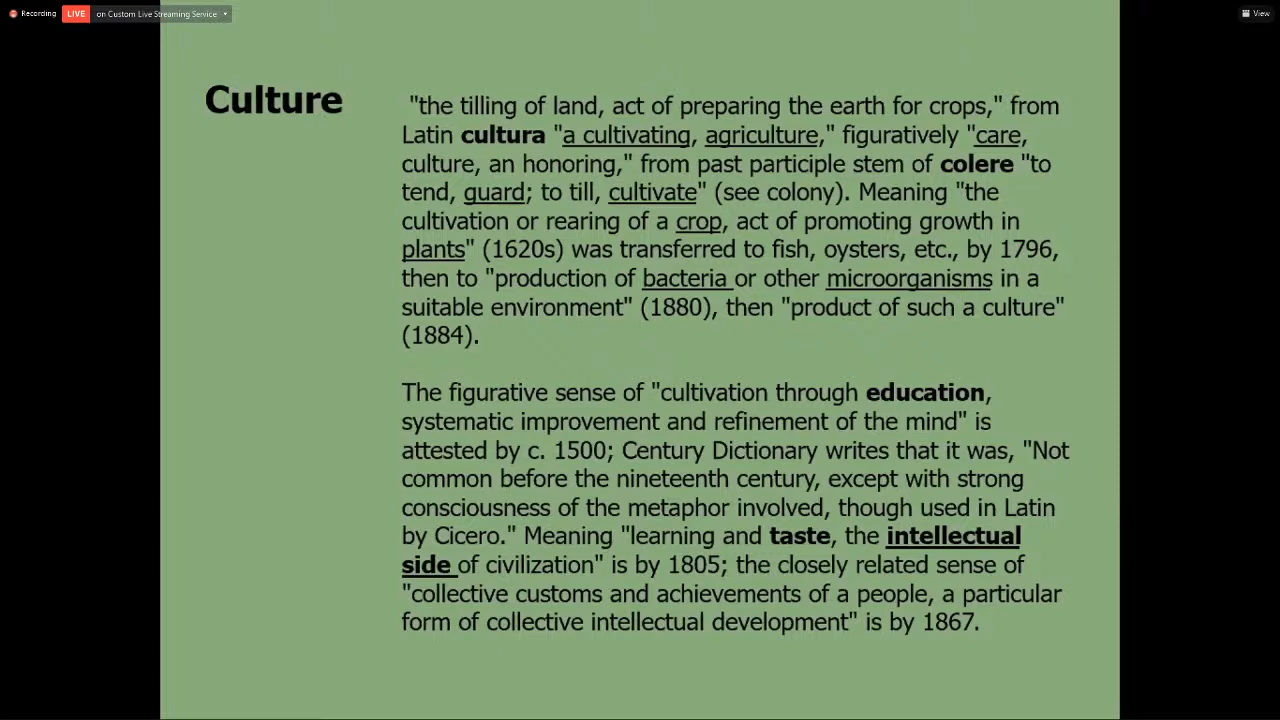 Recording LIVE on Custom Live Streaming Service View
Culture
"the tilling of land, act of preparing the earth for crops," from
Latin cultura "a cultivating, agriculture," figuratively "care,
culture, an honoring," from past participle stem of colere "to
tend, guard; to till, cultivate" (see colony). Meaning "the
cultivation or rearing of a crop, act of promoting growth in
plants" (1620s) was transferred to fish, oysters, etc., by 1796,
then to "production of bacteria or other microorganisms in a
suitable environment" (1880), then "product of such a culture"
(1884).
The figurative sense of "cultivation through education,
systematic improvement and refinement of the mind" is
attested by c. 1500; Century Dictionary writes that it was, "Not
common before the nineteenth century, except with strong
consciousness of the metaphor involved, though used in Latin
by Cicero." Meaning "learning and taste, the intellectual
side of civilization" is by 1805; the closely related sense of
"collective customs and achievements of a people, a particular
form of collective intellectual development" is by 1867.